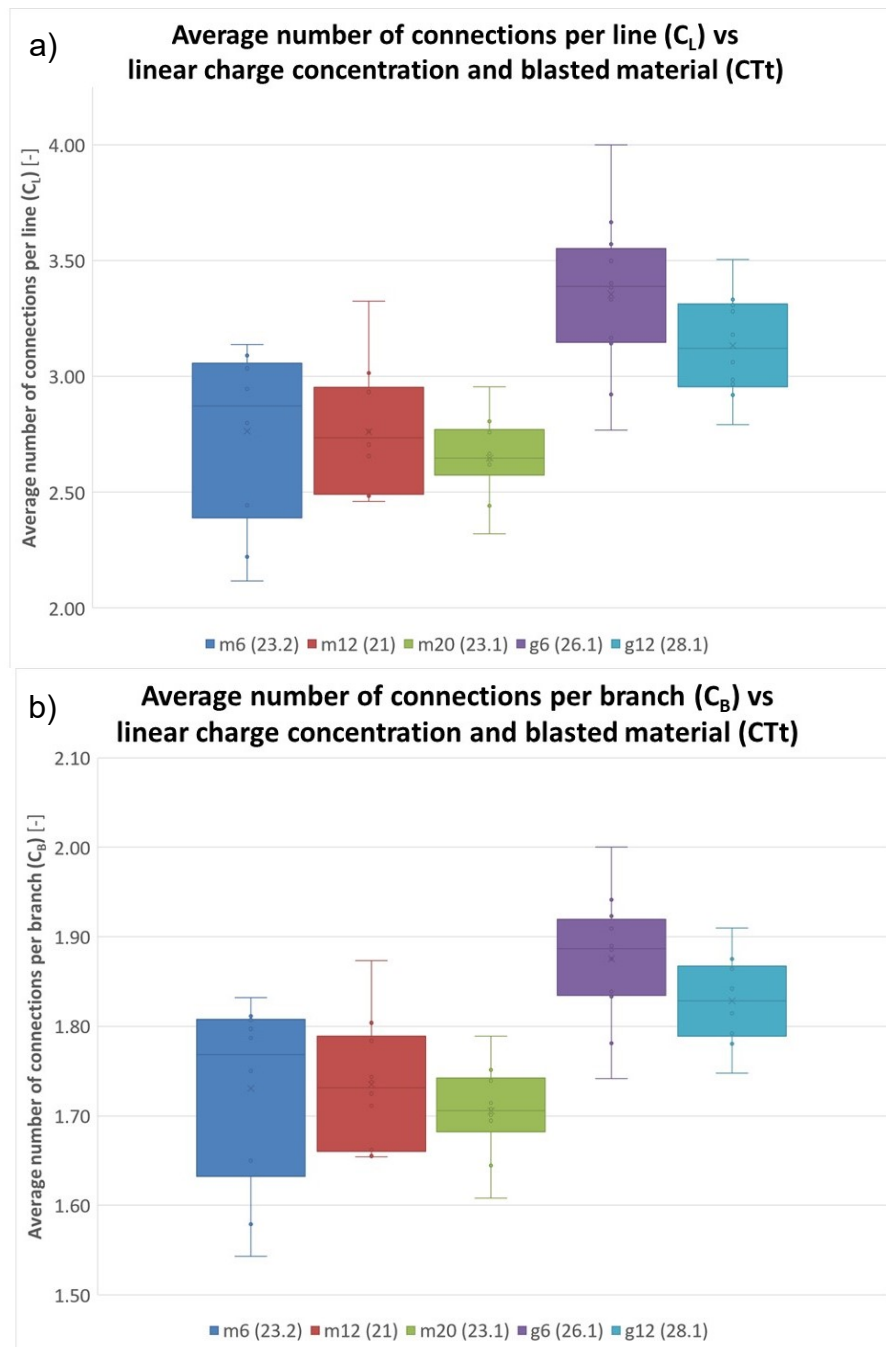 a)
Average number of connections per line (CL) vs
linear charge concentration and blasted material (CTt)
Average number of connections per line (CL) [-]
4.00
3.50
3.00
2.50
2.00
m6 (23.2) m12 (21) m20 (23.1) g6 (26.1) g12 (28.1)
b)
Average number of connections per branch (CB) vs
linear charge concentration and blasted material (CTt)
Average number of connections per branch (CB) [-]
2.10
2.00
1.90
1.80
1.70
1.60
1.50
m6 (23.2) m12 (21) m20 (23.1) g6 (26.1) g12 (28.1)